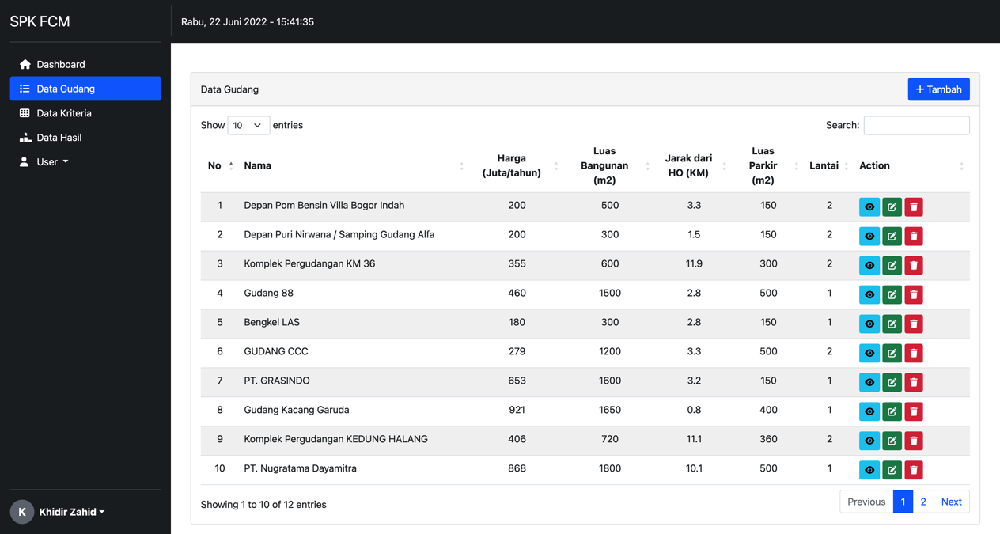 SPK FCM
Rabu, 22 Juni 2022 - 15:41:35
Dashboard
Data Gudang
Data Kriteria
Data Hasil
User
K Khidir Zahid
Data Gudang
+ Tambah
Show 10 entries
Search:
No Nama Harga (Juta/tahun) Luas Bangunan (m2) Jarak dari HO (KM) Luas Parkir (m2) Lantai Action
1 Depan Pom Bensin Villa Bogor Indah 200 500 3.3 150 2
2 Depan Puri Nirwana / Samping Gudang Alfa 200 300 1.5 150 2
3 Komplek Pergudangan KM 36 355 600 11.9 300 2
4 Gudang 88 460 1500 2.8 500 1
5 Bengkel LAS 180 300 2.8 150 1
6 GUDANG CCC 279 1200 3.3 500 2
7 PT. GRASINDO 653 1600 3.2 150 1
8 Gudang Kacang Garuda 921 1650 0.8 400 1
9 Komplek Pergudangan KEDUNG HALANG 406 720 11.1 360 2
10 PT. Nugratama Dayamitra 868 1800 10.1 500 1
Showing 1 to 10 of 12 entries
Previous 1 2 Next